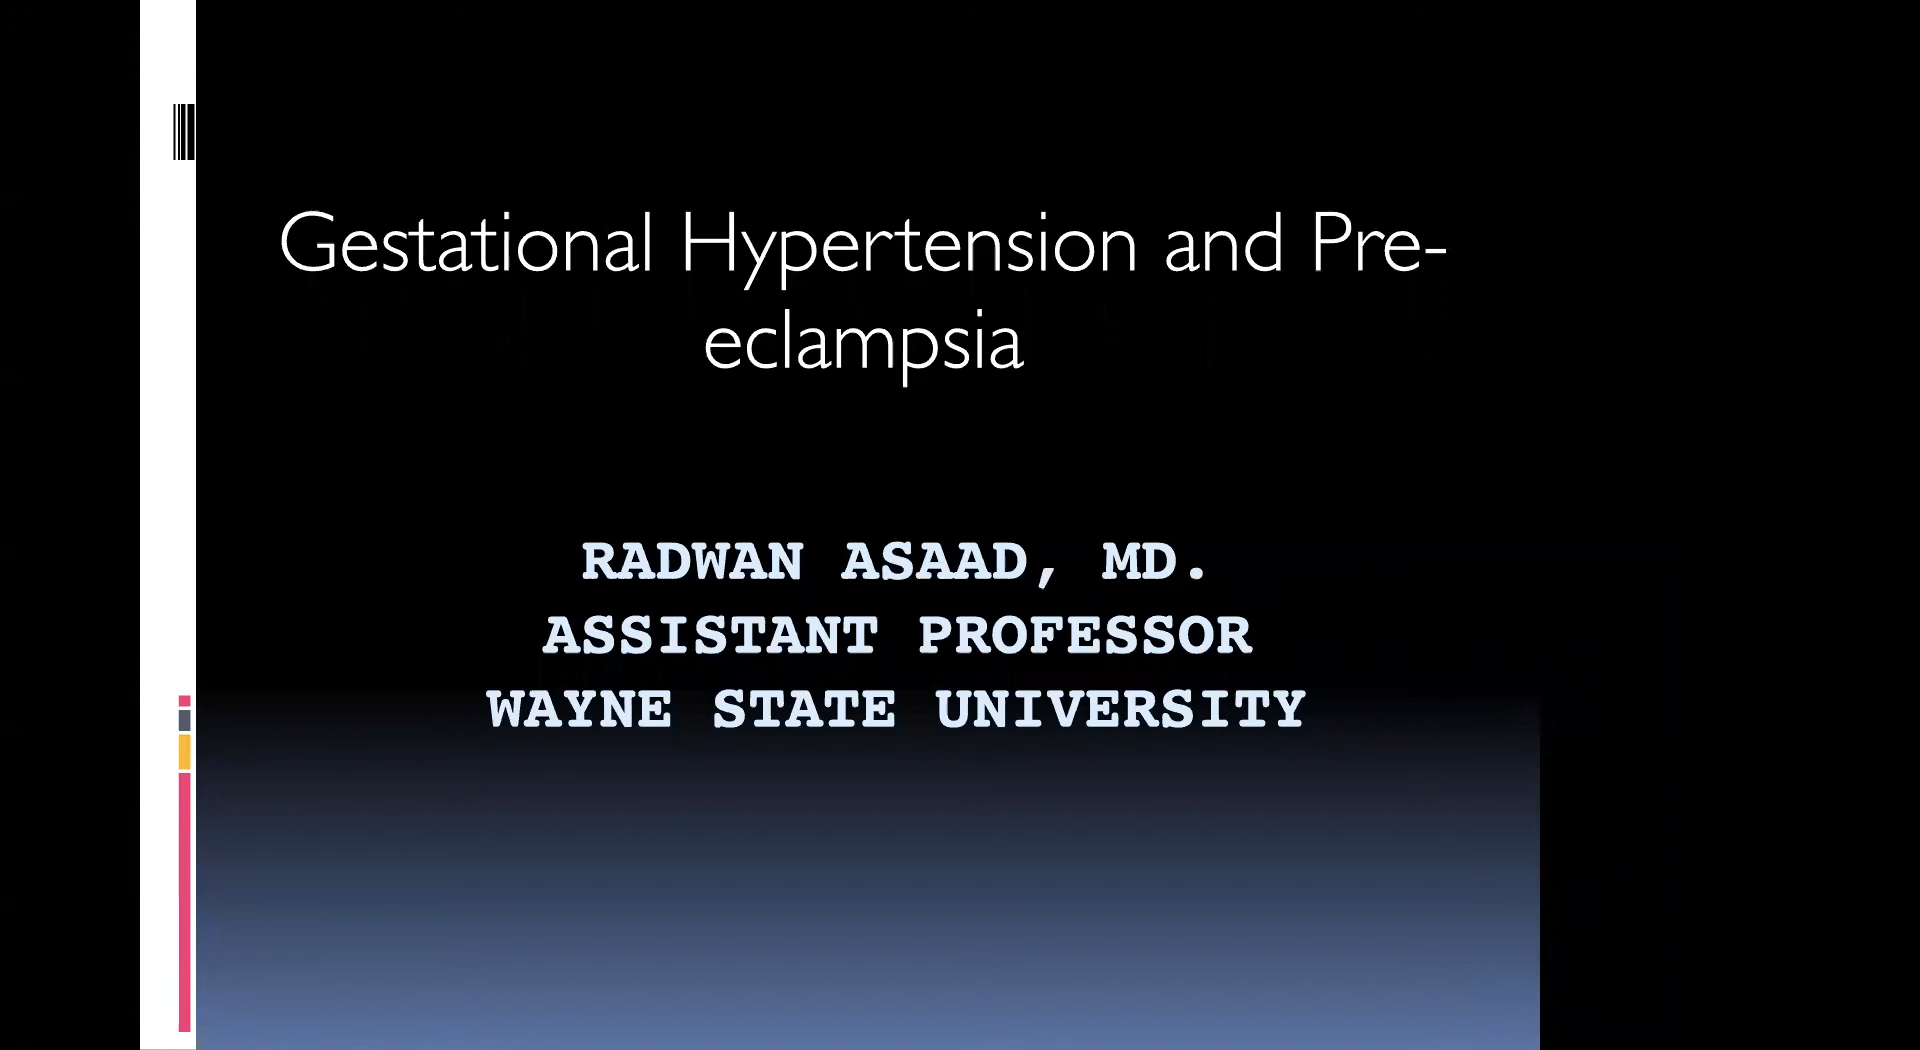 Gestational Hypertension and Pre-
eclampsia
RADWAN ASAAD, MD.
ASSISTANT PROFESSOR
WAYNE STATE UNIVERSITY